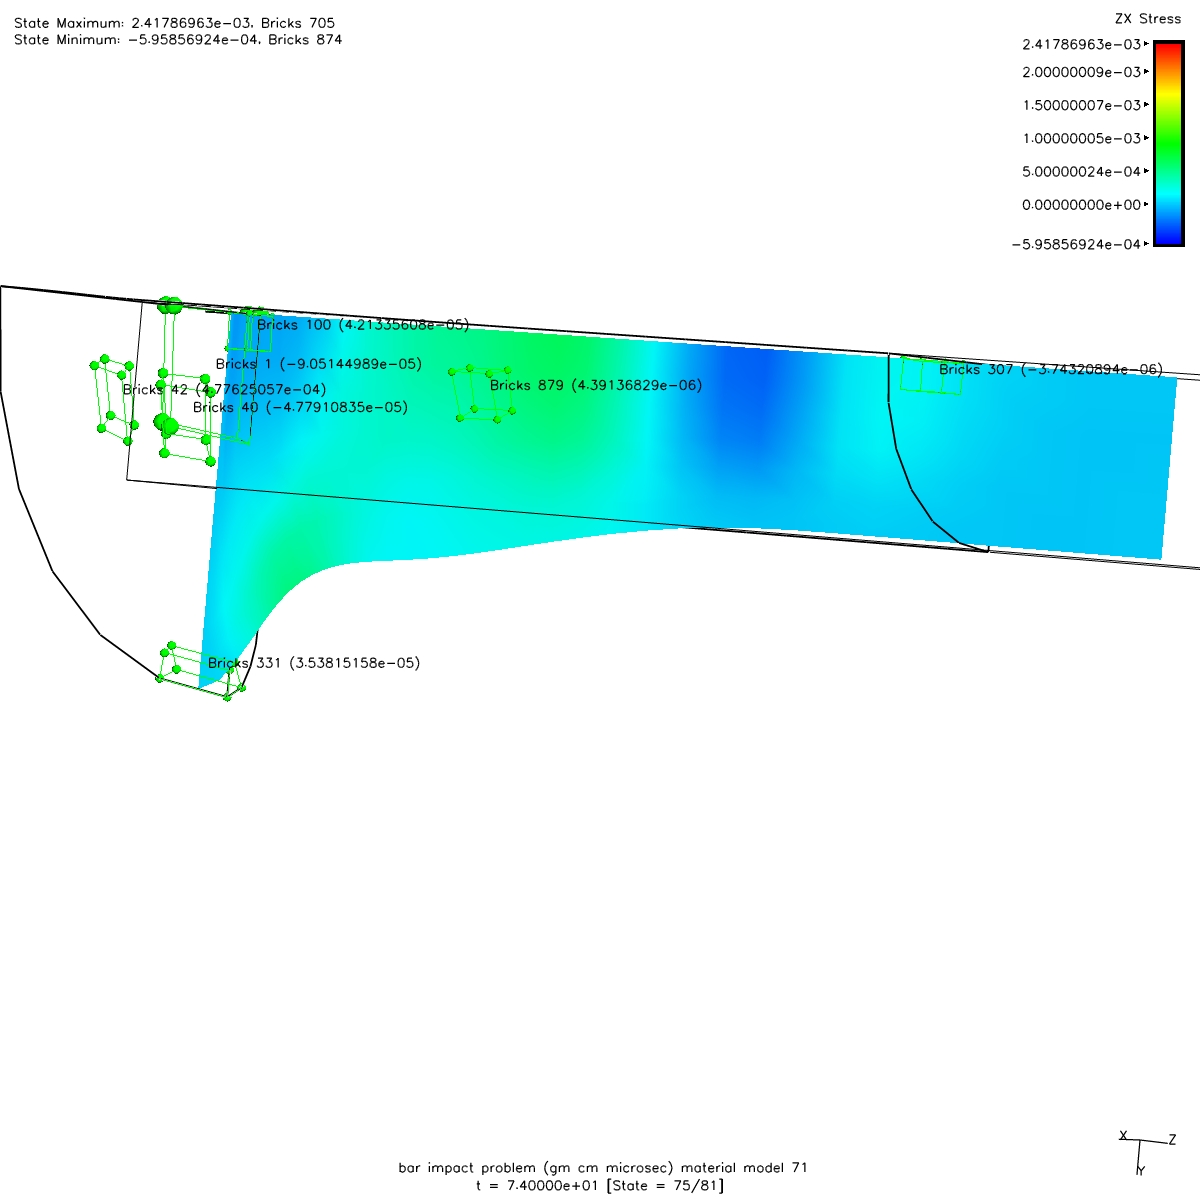 State Maximum: 2.41786963e-03, Bricks 705
State Minimum: -5.95856924e-04, Bricks 874
ZX Stress
2.41786963e-03
2.00000009e-03
1.50000007e-03
1.00000005e-03
5.00000024e-04
0.00000000e+00
-5.95856924e-04
Bricks 100 (4.21335608e-05)
Bricks 1 (-9.05144989e-05)
Bricks 307 (-3.74320894e-06)
Bricks 42 (4.77625057e-04)
Bricks 879 (4.39136829e-06)
Bricks 40 (-4.77910835e-05)
Bricks 331 (3.53815158e-05)
X
Z
Y
bar impact problem (gm cm microsec) material model 71
t = 7.40000e+01 [State = 75/81]